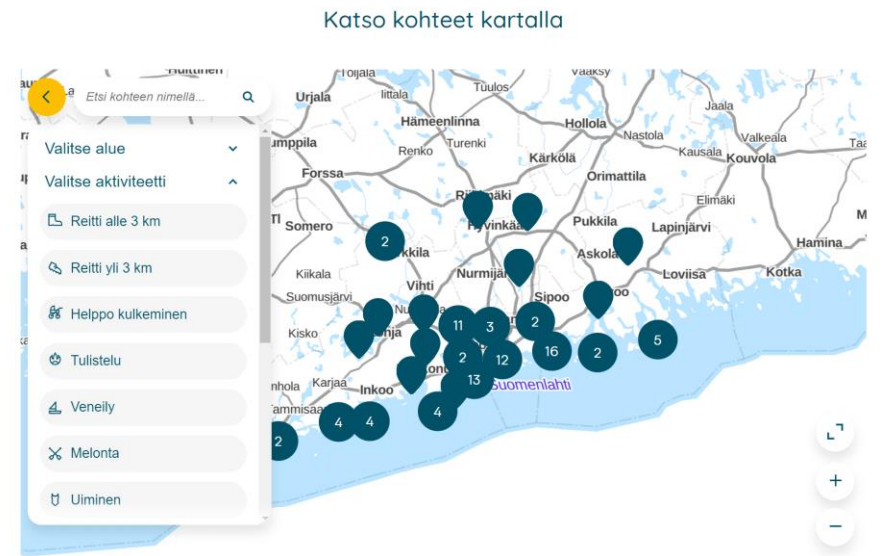 Katso kohteet kartalla
Etsi kohteen nimellä...
Valitse alue
Valitse aktiviteetti
Reitti alle 3 km
Reitti yli 3 km
Helppo kulkeminen
Tulistelu
Veneily
Melonta
Uiminen
Toijala
Tuulos
Vääksy
Urjala
Iittala
Jaala
Hämeenlinna
Hollola
Nastola
Valkeala
Renko
Turenki
Kärkölä
Kausala
Kouvola
Forssa
Orimattila
Elimäki
Somero
Pukkila
Lapinjärvi
Hamina
2
Askola
Kiikala
Vihti
Nurmijär
Loviisa
Kotka
Suomusjärvi
Sipoo
Kisko
11
3
2
2
12
16
2
5
Karjaa
Inkoo
13
Suomenlahti
4
4
4
2